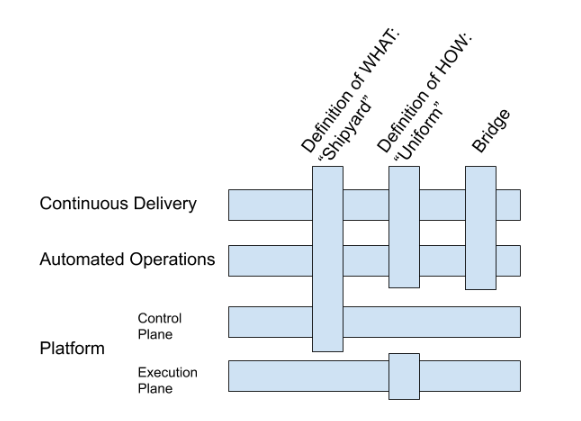 Definition of WHAT:
“Shipyard”
Definition of HOW:
“Uniform”
Bridge
Continuous Delivery
Automated Operations
Platform
Control
Plane
Execution
Plane